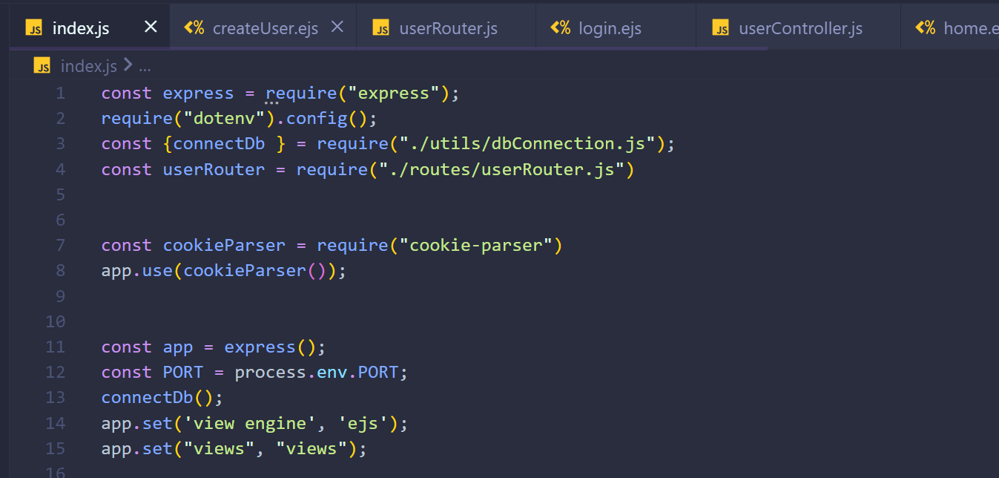 JS index.js × <% createUser.ejs × JS userRouter.js <% login.ejs JS userController.js <% home.e
JS index.js > ...
1 const express = require("express");
2 require("dotenv").config();
3 const {connectDb } = require("./utils/dbConnection.js");
4 const userRouter = require("./routes/userRouter.js")
5
6
7 const cookieParser = require("cookie-parser")
8 app.use(cookieParser());
9
10
11 const app = express();
12 const PORT = process.env.PORT;
13 connectDb();
14 app.set('view engine', 'ejs');
15 app.set("views", "views");
16